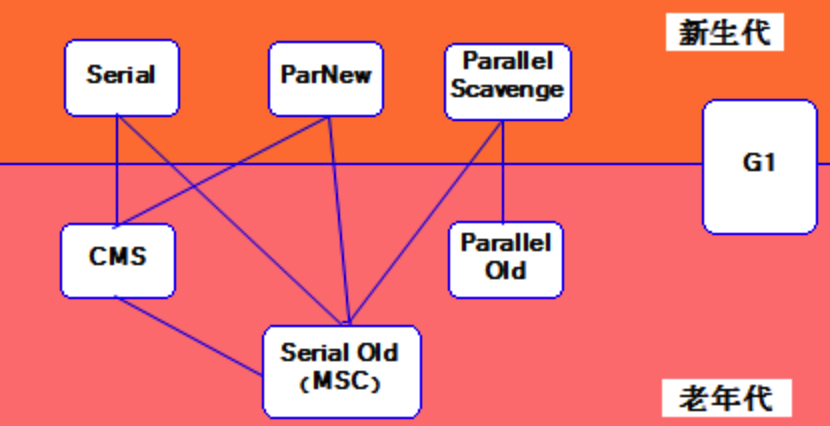 新生代
Serial
ParNew
Parallel
Scavenge
G1
CMS
Parallel
Old
Serial Old
(MSC)
老年代